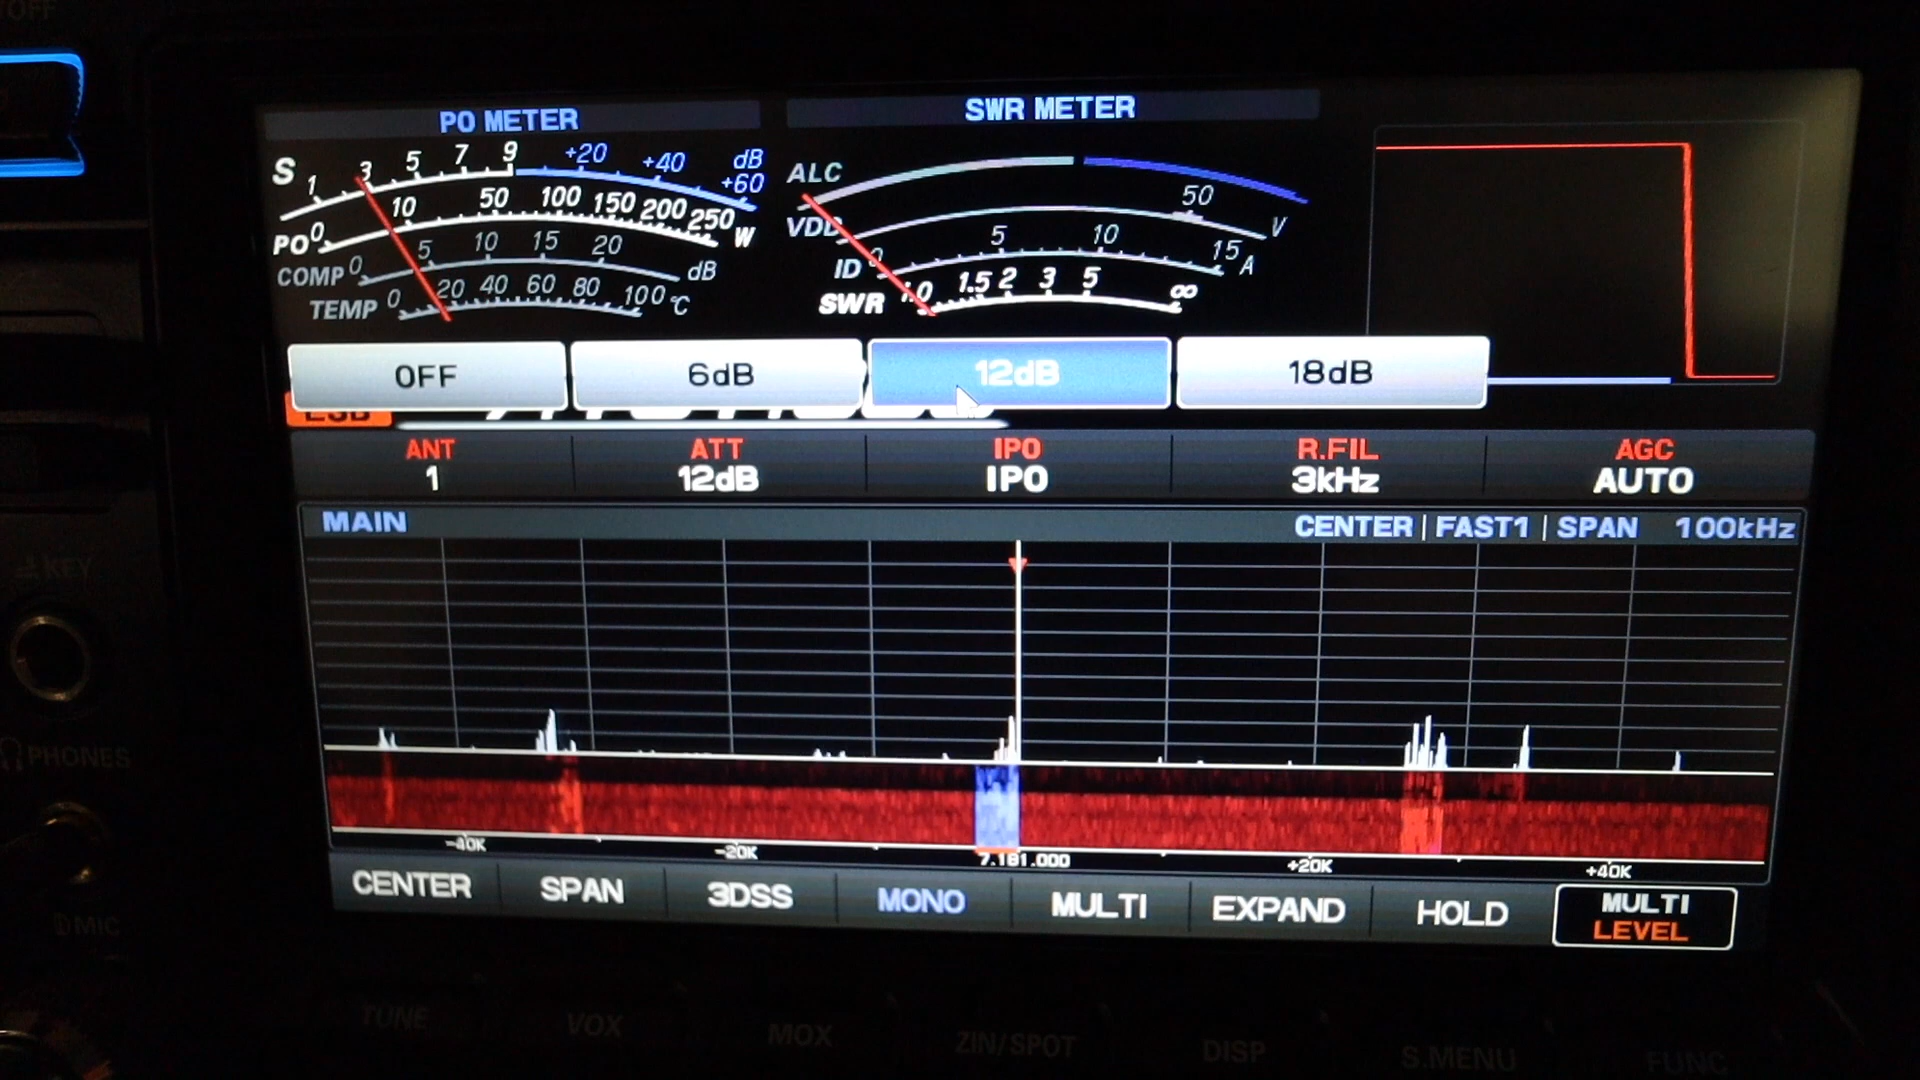 /OFF
PO METER
SWR METER
S 1 3 5 7 9 +20 +40 +60 dB
PO 0 10 50 100 150 200 250 W
COMP 0 5 10 15 20 dB
TEMP 0 20 40 60 80 100 °C
ALC
VDD 50 V
ID 0 5 10 15 A
SWR 1.0 1.5 2 3 5 ∞
OFF 6dB 12dB 18dB
ANT ATT IPO R.FIL AGC
1 12dB IPO 3kHz AUTO
MAIN CENTER | FAST1 | SPAN 100kHz
-40K -20K 7.181.000 +20K +40K
CENTER SPAN 3DSS MONO MULTI EXPAND HOLD MULTI
LEVEL
KEY
PHONES
MIC
TUNE VOX MOX ZIN/SPOT DISP S.MENU FUNC